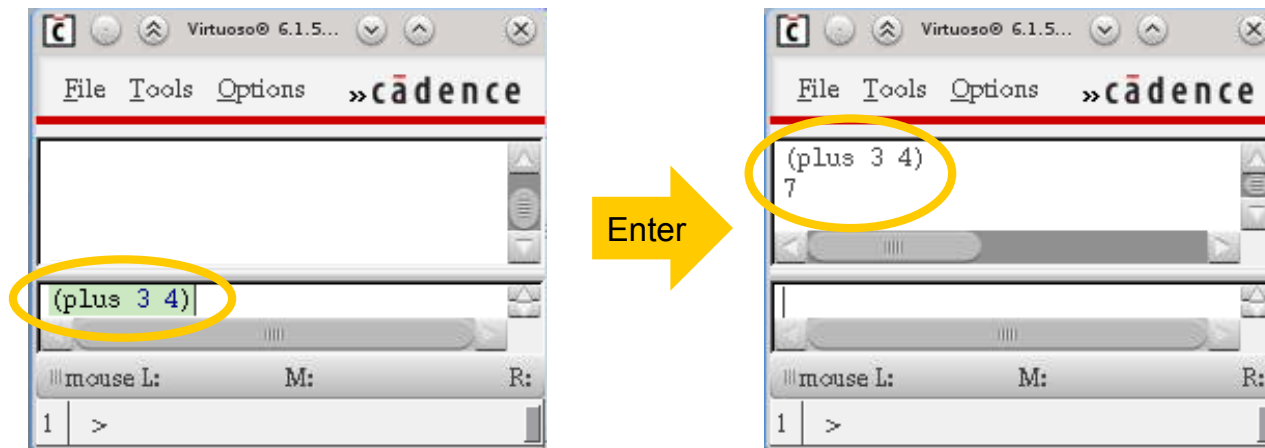 Virtuoso® 6.1.5...
File Tools Options »cādence
(plus 3 4)
mouse L: M: R:
1 >
Enter
Virtuoso® 6.1.5...
File Tools Options »cādence
(plus 3 4)
7
mouse L: M: R:
1 >